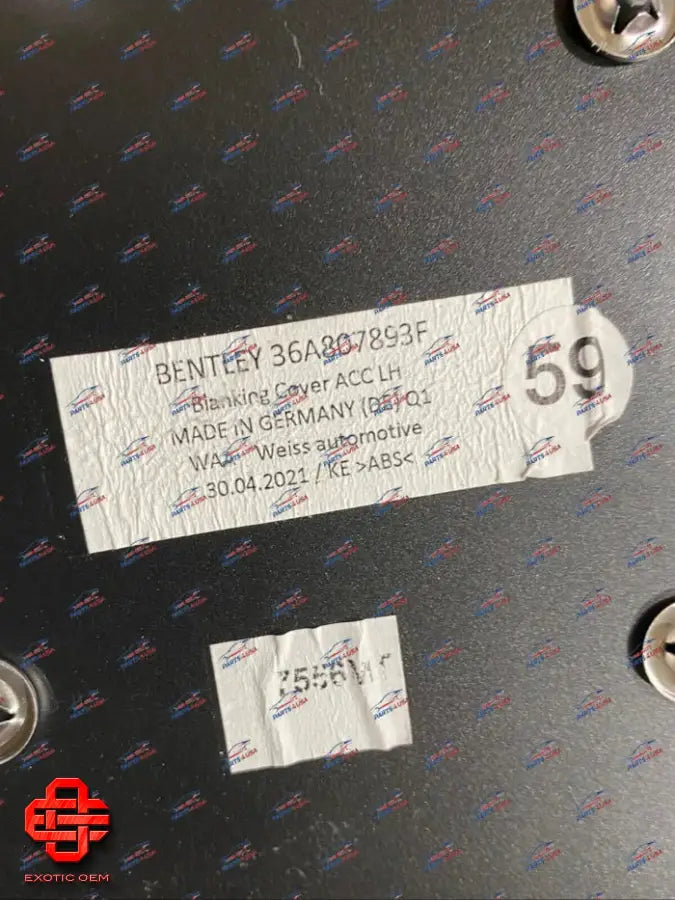 BENTLEY 36A807893F
Blanking Cover ACC LH
MADE IN GERMANY (DE) Q1
Weiss automotive
30.04.2021 / KE >ABS<
59
PARTS4USA
EXOTIC OEM